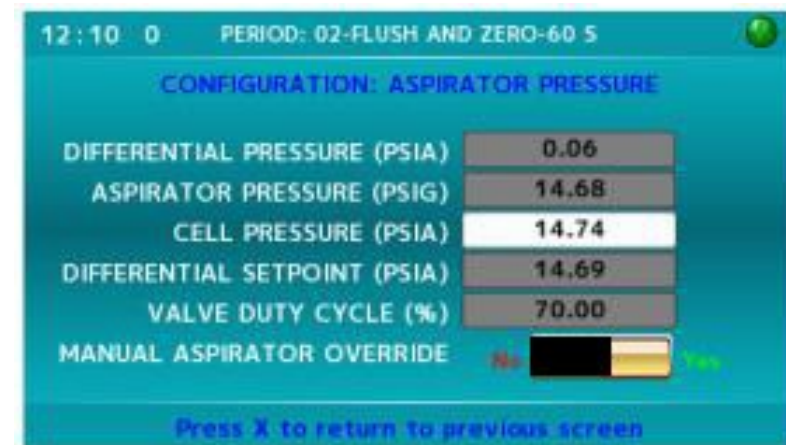 12:10 0 PERIOD: 02-FLUSH AND ZERO-60 S
CONFIGURATION: ASPIRATOR PRESSURE
DIFFERENTIAL PRESSURE (PSIA) 0.06
ASPIRATOR PRESSURE (PSIG) 14.68
CELL PRESSURE (PSIA) 14.74
DIFFERENTIAL SETPOINT (PSIA) 14.69
VALVE DUTY CYCLE (%) 70.00
MANUAL ASPIRATOR OVERRIDE No Yes
Press X to return to previous screen